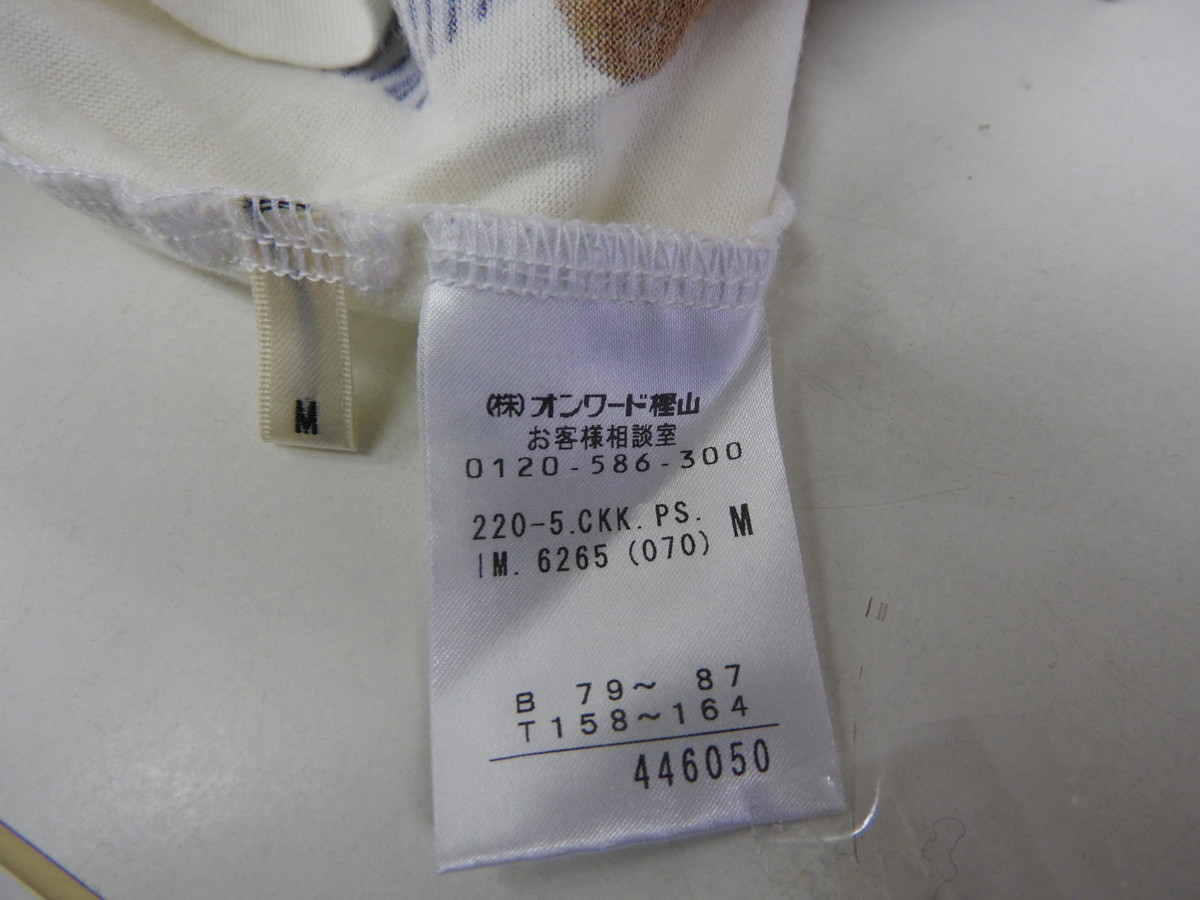 M
(株)オンワード樫山
お客様相談室
0120-586-300
220-5.CKK.PS. M
IM. 6265 (070)
B 79～ 87
T158～164
446050